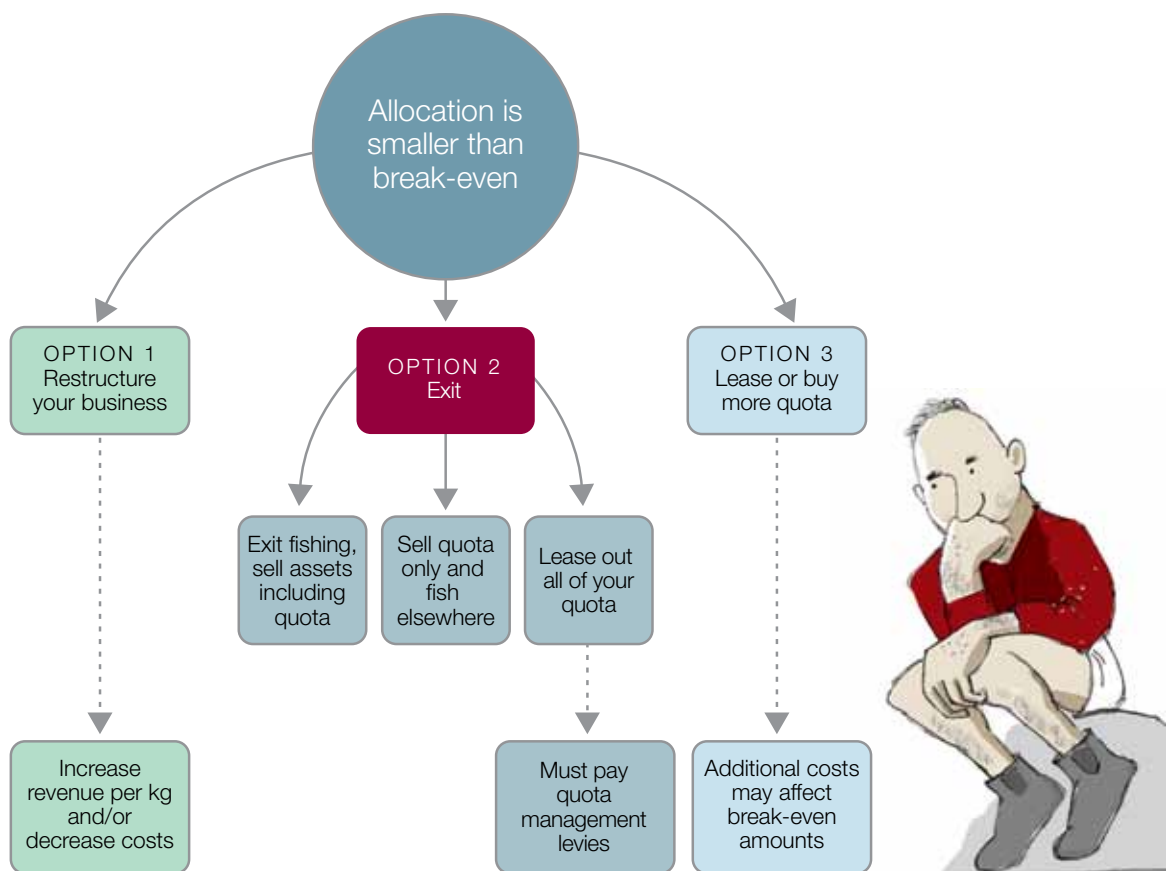 Allocation is
smaller than
break-even
OPTION 1
Restructure
your business
OPTION 2
Exit
OPTION 3
Lease or buy
more quota
Exit fishing,
sell assets
including
quota
Sell quota
only and
fish
elsewhere
Lease out
all of your
quota
Increase
revenue per kg
and/or
decrease costs
Must pay
quota
management
levies
Additional costs
may affect
break-even
amounts